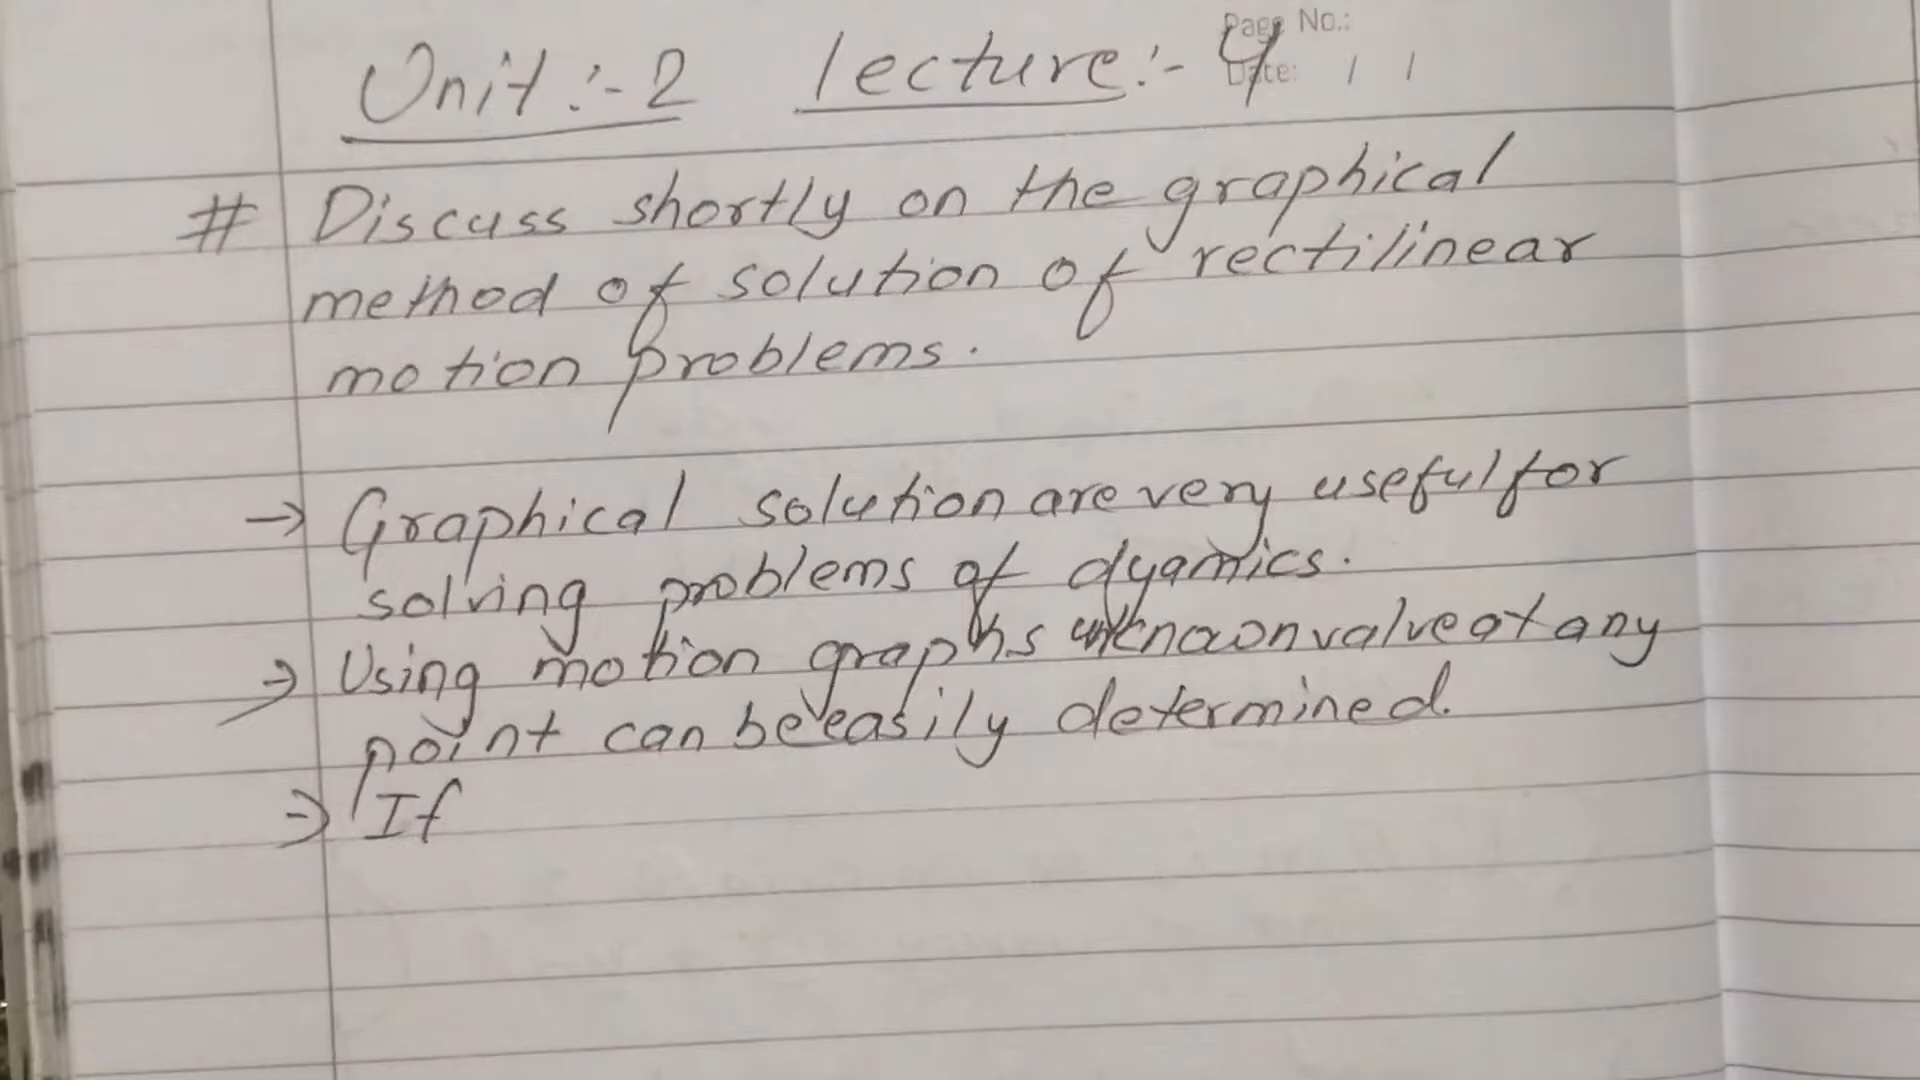 Page No.:
Date: / /
Unit :- 2 lecture :- 4
# Discuss shortly on the graphical
method of solution of rectilinear
motion problems.
→ Graphical solution are very useful for
solving problems of dyamics.
⇒ Using motion graphs unknaon valve at any
point can be easily determined.
⇒ If